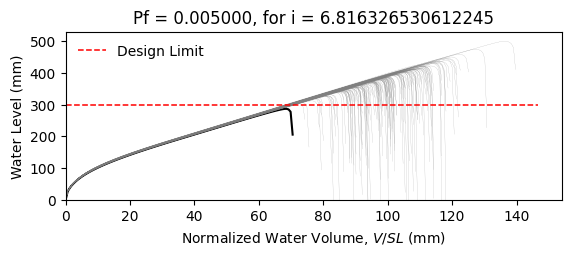 Pf = 0.005000, for i = 6.816326530612245
Design Limit
Water Level (mm)
500
400
300
200
100
0
0 20 40 60 80 100 120 140
Normalized Water Volume, V/SL (mm)